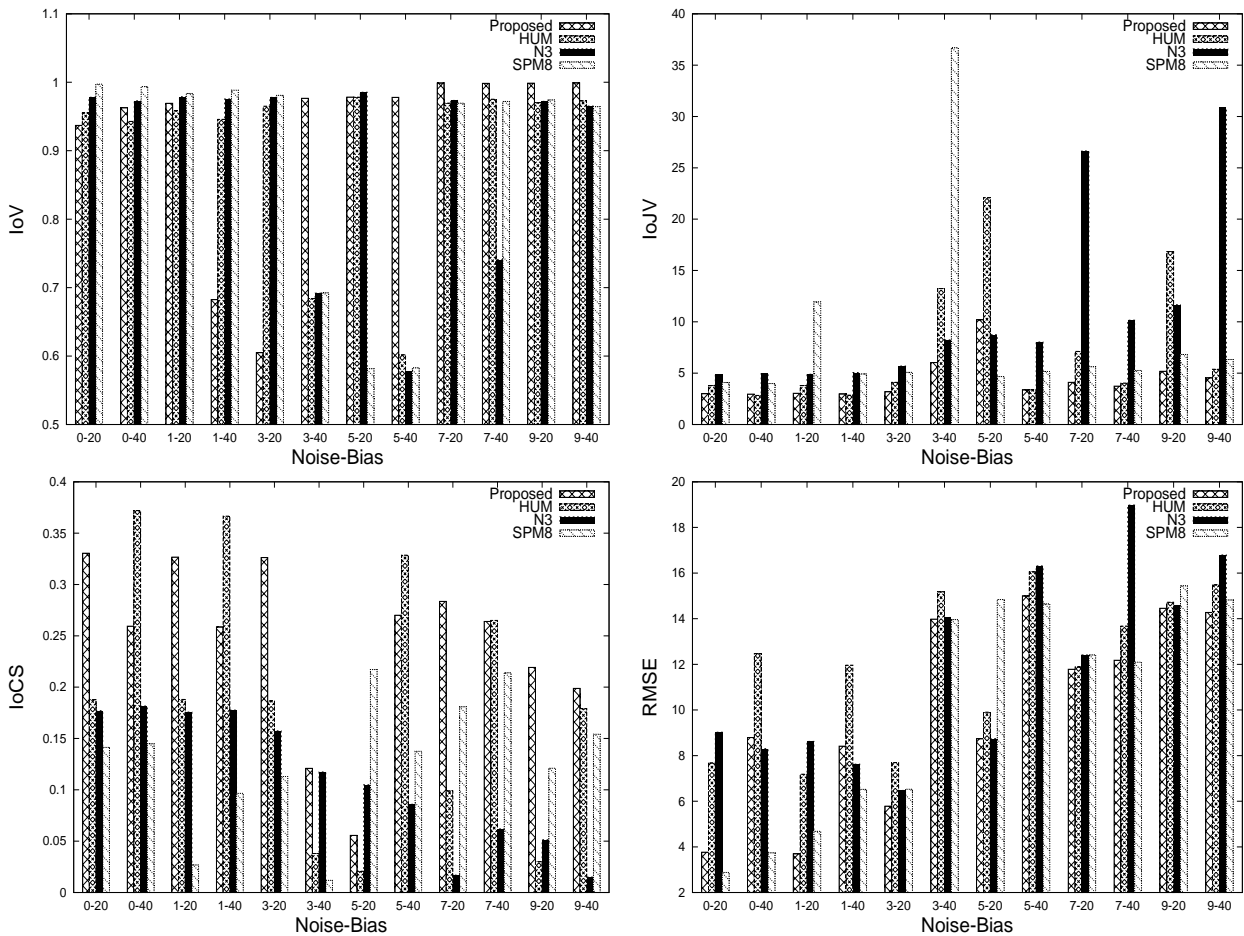 1.1
1
0.9
0.8
0.7
0.6
0.5
IoV
Proposed
HUM
N3
SPM8
0-20 0-40 1-20 1-40 3-20 3-40 5-20 5-40 7-20 7-40 9-20 9-40
Noise-Bias
40
35
30
25
20
15
10
5
0
IoJV
Proposed
HUM
N3
SPM8
0-20 0-40 1-20 1-40 3-20 3-40 5-20 5-40 7-20 7-40 9-20 9-40
Noise-Bias
0.4
0.35
0.3
0.25
0.2
0.15
0.1
0.05
0
IoCS
Proposed
HUM
N3
SPM8
0-20 0-40 1-20 1-40 3-20 3-40 5-20 5-40 7-20 7-40 9-20 9-40
Noise-Bias
20
18
16
14
12
10
8
6
4
2
RMSE
Proposed
HUM
N3
SPM8
0-20 0-40 1-20 1-40 3-20 3-40 5-20 5-40 7-20 7-40 9-20 9-40
Noise-Bias